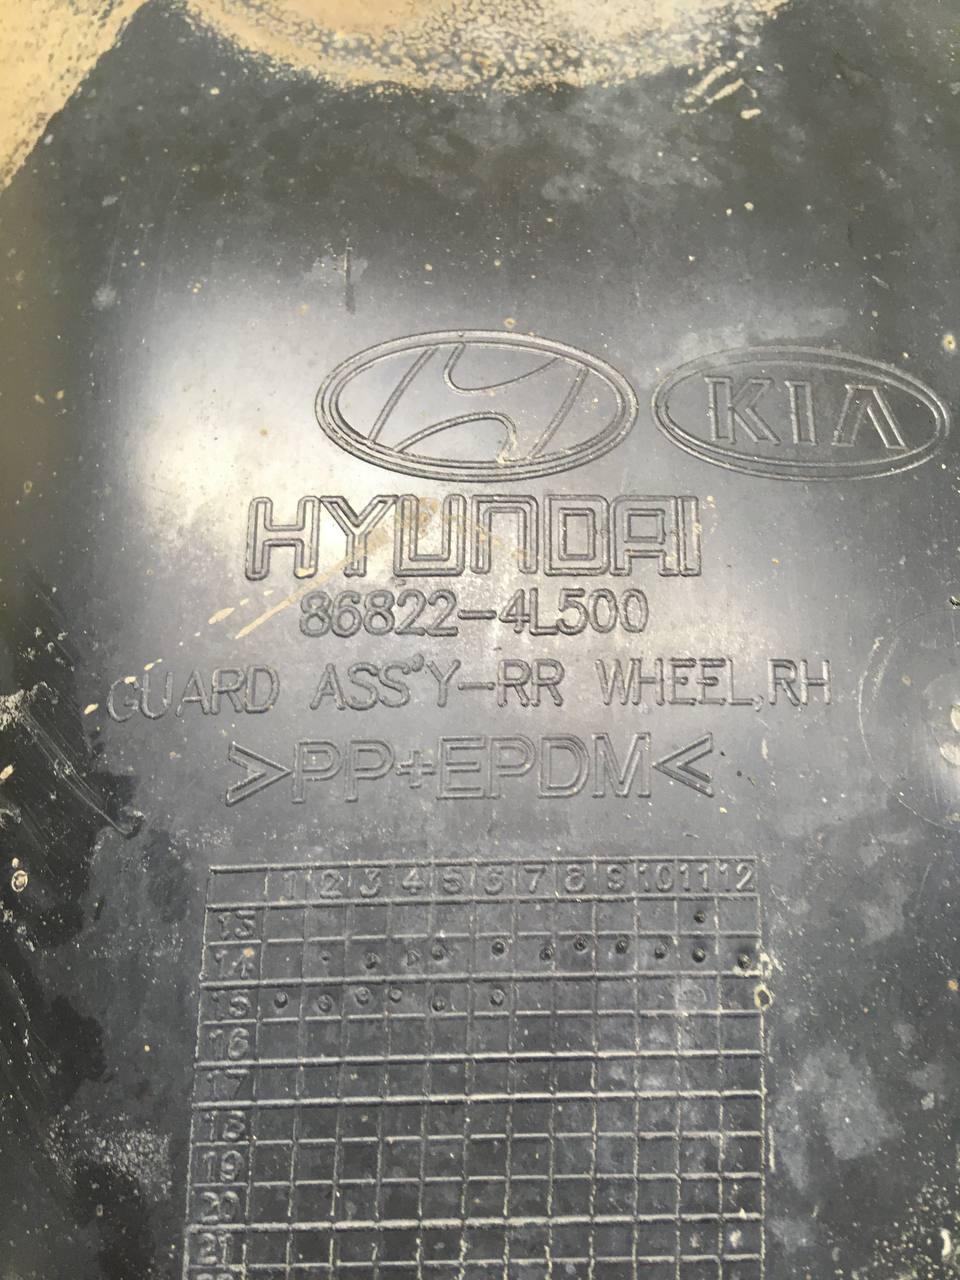 KIA
HYUNDAI
86822-4L500
GUARD ASS'Y-RR WHEEL,RH
>PP+EPDM<
1 2 3 4 5 6 7 8 9 10 11 12
13
14
15
16
17
18
19
20
21